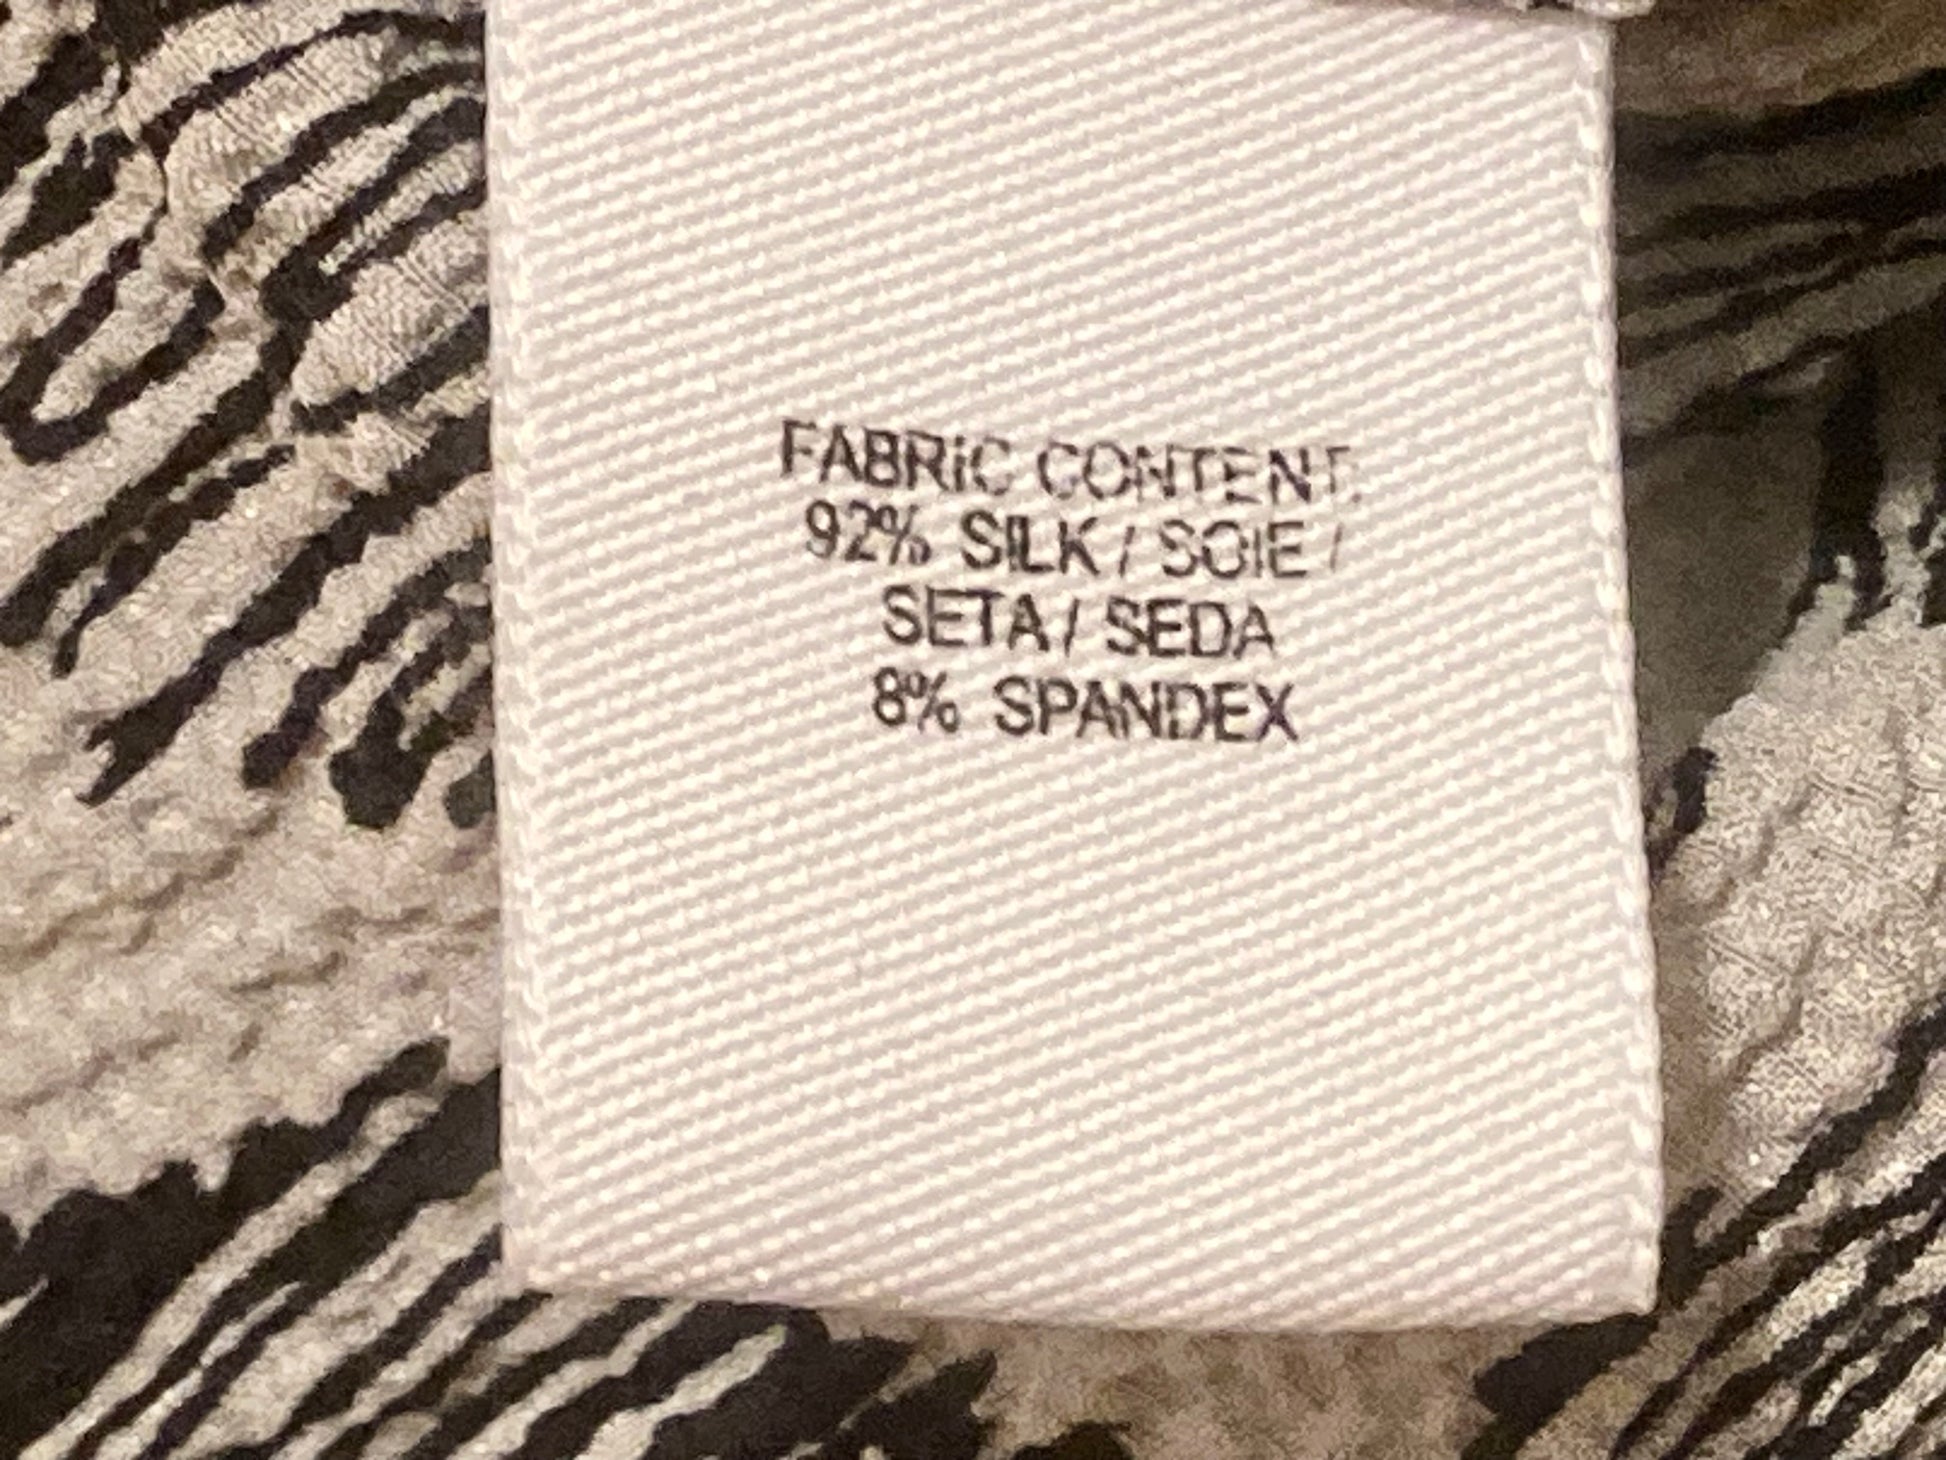 FABRIC CONTENT:
92% SILK / SOIE /
SETA / SEDA
8% SPANDEX